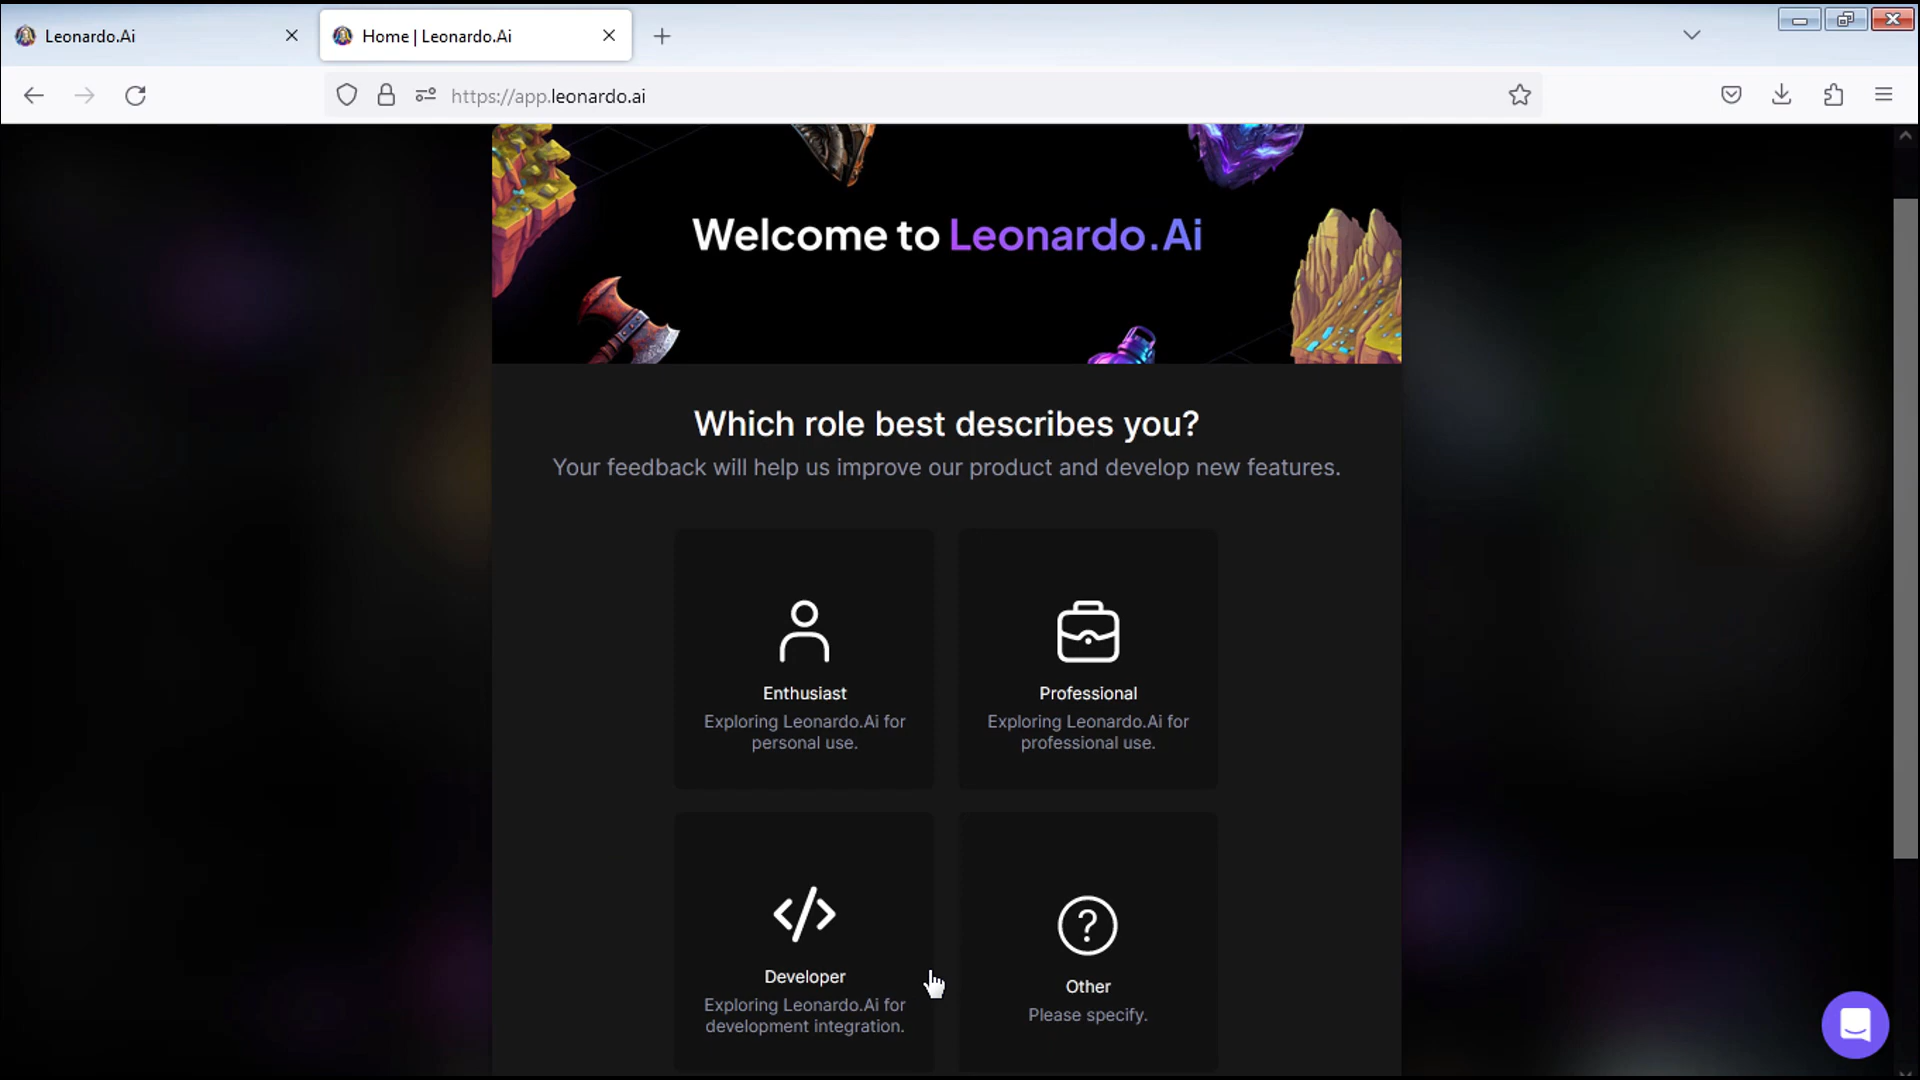 Leonardo.Ai
Home | Leonardo.Ai
https://app.leonardo.ai
Welcome to Leonardo.Ai
Which role best describes you?
Your feedback will help us improve our product and develop new features.
Enthusiast
Exploring Leonardo.Ai for
personal use.
Professional
Exploring Leonardo.Ai for
professional use.
Developer
Exploring Leonardo.Ai for
development integration.
Other
Please specify.